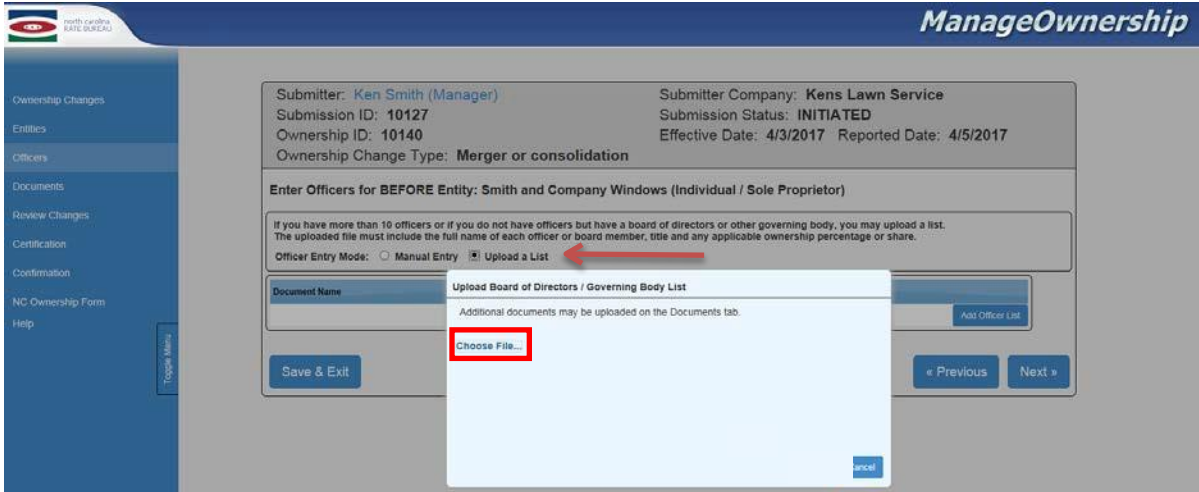 north carolina
RATE BUREAU
ManageOwnership
Ownership Changes
Entities
Officers
Documents
Review Changes
Certification
Confirmation
NC Ownership Form
Help
Toggle Menu
Submitter: Ken Smith (Manager)
Submitter Company: Kens Lawn Service
Submission ID: 10127
Submission Status: INITIATED
Ownership ID: 10140
Effective Date: 4/3/2017 Reported Date: 4/5/2017
Ownership Change Type: Merger or consolidation
Enter Officers for BEFORE Entity: Smith and Company Windows (Individual / Sole Proprietor)
If you have more than 10 officers or if you do not have officers but have a board of directors or other governing body, you may upload a list.
The uploaded file must include the full name of each officer or board member, title and any applicable ownership percentage or share.
Officer Entry Mode: Manual Entry Upload a List
Document Name
Add Officer List
Upload Board of Directors / Governing Body List
Additional documents may be uploaded on the Documents tab.
Choose File...
ancel
Save & Exit
« Previous
Next »